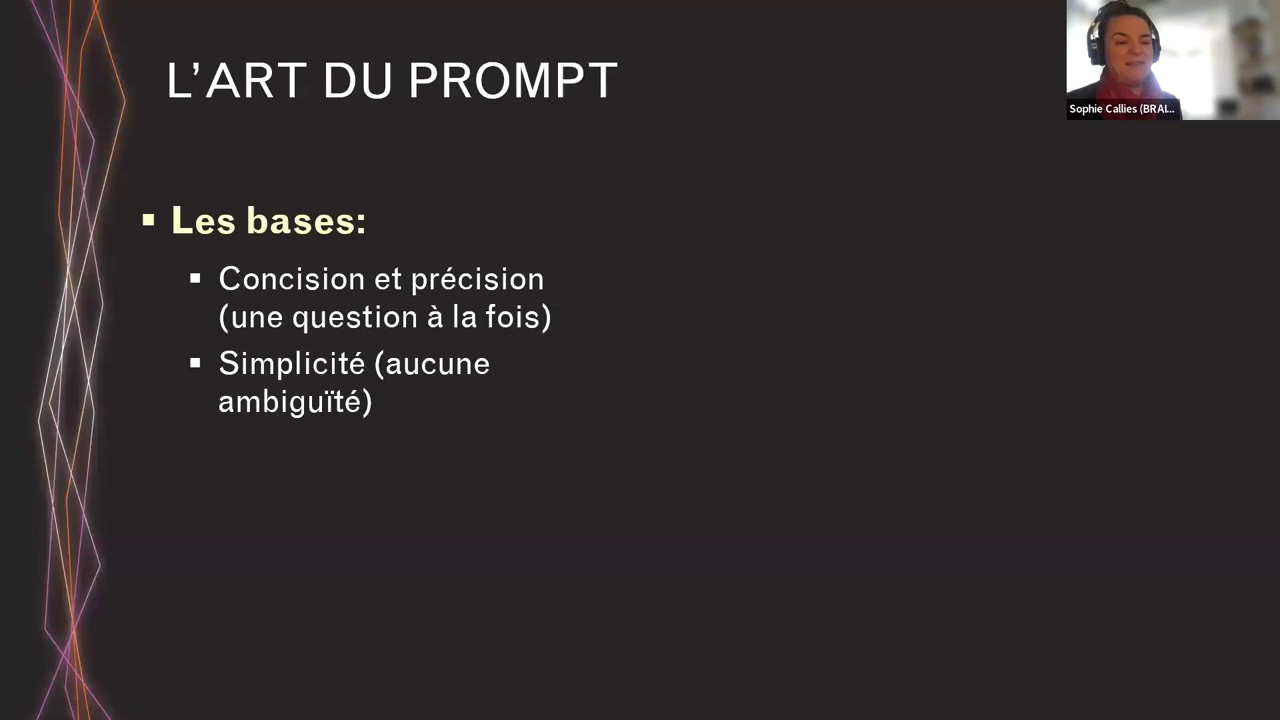 L’ART DU PROMPT
Sophie Callies (BRAI...
▪ Les bases:
▪ Concision et précision
(une question à la fois)
▪ Simplicité (aucune
ambiguïté)